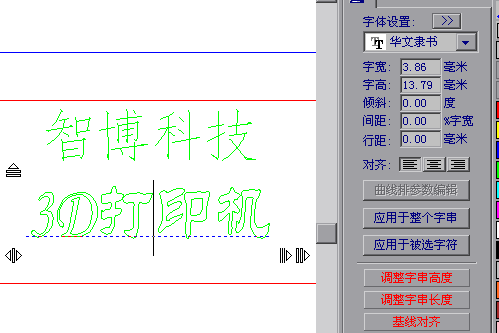 智博科技
3D打印机
字体设置: >>
华文隶书
字宽: 3.86 毫米
字高: 13.79 毫米
倾斜: 0.00 度
间距: 0.00 %字宽
行距: 0.00 毫米
对齐:
曲线排参数编辑
应用于整个字串
应用于被选字符
调整字串高度
调整字串长度
基线对齐